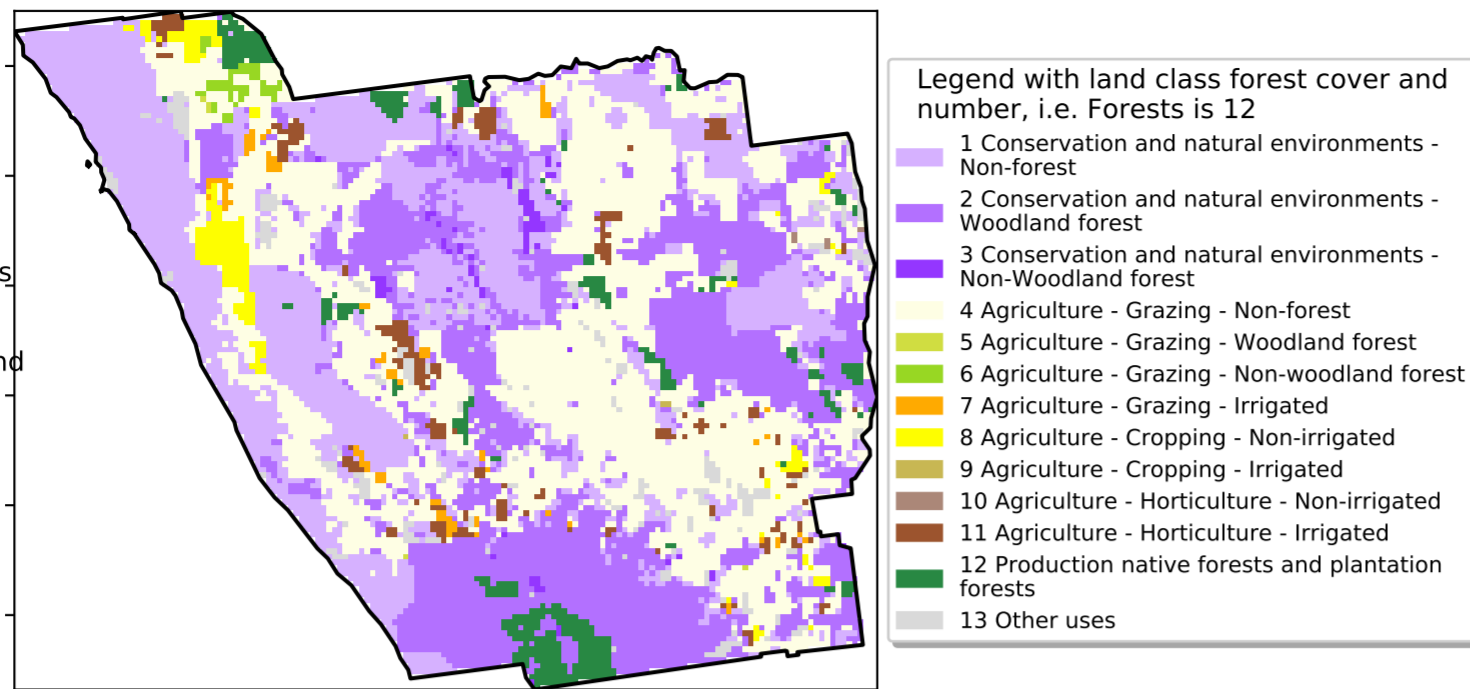 Legend with land class forest cover and
number, i.e. Forests is 12
1 Conservation and natural environments -
Non-forest
2 Conservation and natural environments -
Woodland forest
3 Conservation and natural environments -
Non-Woodland forest
s
4 Agriculture - Grazing - Non-forest
5 Agriculture - Grazing - Woodland forest
nd
6 Agriculture - Grazing - Non-woodland forest
7 Agriculture - Grazing - Irrigated
8 Agriculture - Cropping - Non-irrigated
9 Agriculture - Cropping - Irrigated
10 Agriculture - Horticulture - Non-irrigated
11 Agriculture - Horticulture - Irrigated
12 Production native forests and plantation
forests
13 Other uses